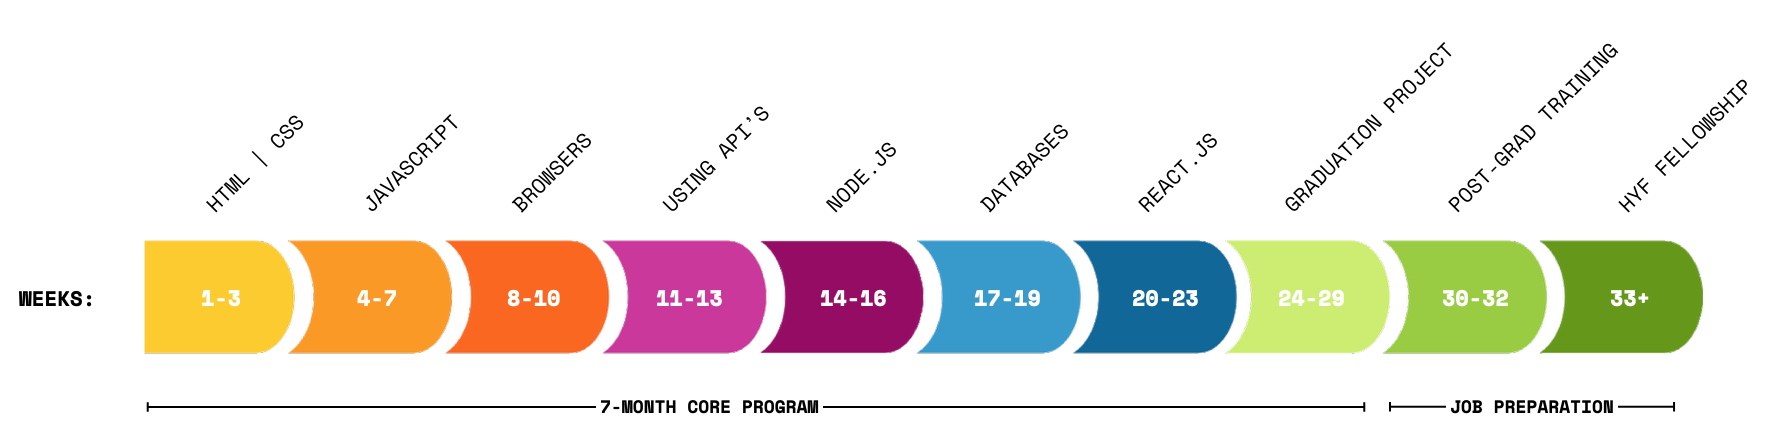 HTML | CSS
JAVASCRIPT
BROWSERS
USING API'S
NODE.JS
DATABASES
REACT.JS
GRADUATION PROJECT
POST-GRAD TRAINING
HYF FELLOWSHIP
WEEKS: 1-3 4-7 8-10 11-13 14-16 17-19 20-23 24-29 30-32 33+
7-MONTH CORE PROGRAM
JOB PREPARATION